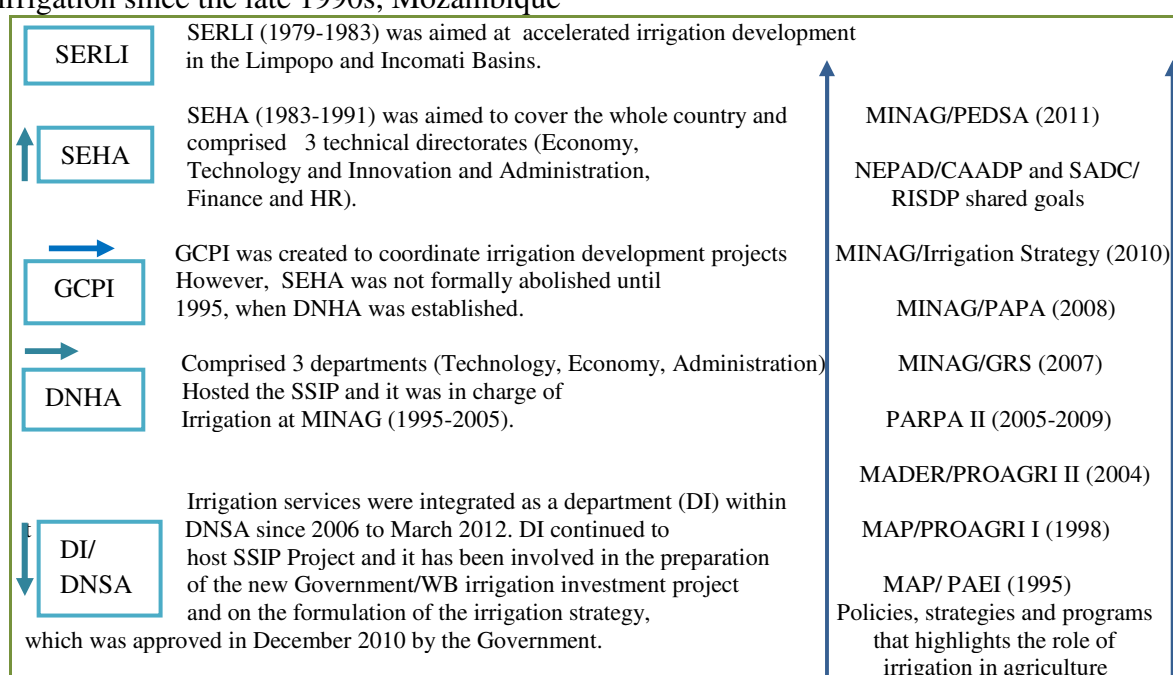 irrigation since the late 1990s, Mozambique
SERLI
SERLI (1979-1983) was aimed at accelerated irrigation development
in the Limpopo and Incomati Basins.
SEHA
SEHA (1983-1991) was aimed to cover the whole country and
comprised 3 technical directorates (Economy,
Technology and Innovation and Administration,
Finance and HR).
GCPI
GCPI was created to coordinate irrigation development projects
However, SEHA was not formally abolished until
1995, when DNHA was established.
DNHA
Comprised 3 departments (Technology, Economy, Administration)
Hosted the SSIP and it was in charge of
Irrigation at MINAG (1995-2005).
t
DI/
DNSA
Irrigation services were integrated as a department (DI) within
DNSA since 2006 to March 2012. DI continued to
host SSIP Project and it has been involved in the preparation
of the new Government/WB irrigation investment project
and on the formulation of the irrigation strategy,
which was approved in December 2010 by the Government.
MINAG/PEDSA (2011)
NEPAD/CAADP and SADC/
RISDP shared goals
MINAG/Irrigation Strategy (2010)
MINAG/PAPA (2008)
MINAG/GRS (2007)
PARPA II (2005-2009)
MADER/PROAGRI II (2004)
MAP/PROAGRI I (1998)
MAP/ PAEI (1995)
Policies, strategies and programs
that highlights the role of
irrigation in agriculture